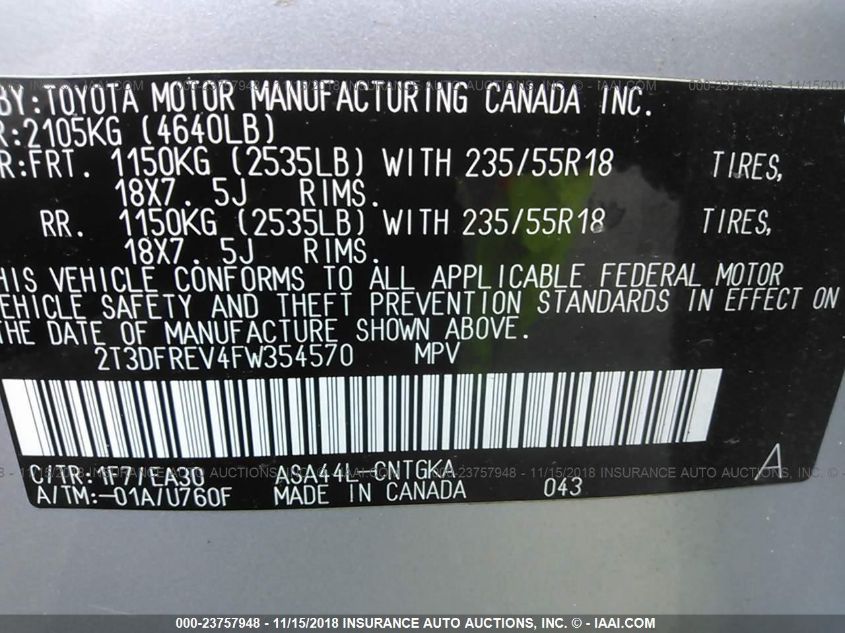 BY:TOYOTA MOTOR MANUFACTURING CANADA INC.
R:2105KG (4640LB)
R:FRT. 1150KG (2535LB) WITH 235/55R18 TIRES,
18X7. 5J RIMS.
RR. 1150KG (2535LB) WITH 235/55R18 TIRES,
18X7. 5J RIMS.
HIS VEHICLE CONFORMS TO ALL APPLICABLE FEDERAL MOTOR
VEHICLE SAFETY AND THEFT PREVENTION STANDARDS IN EFFECT ON
THE DATE OF MANUFACTURE SHOWN ABOVE.
2T3DFREV4FW354570 MPV
C/TR:1F7/LEA30 ASA44L-CNTGKA A
A/TM:-01A/U760F MADE IN CANADA 043
000-23757948 - 11/15/2018 INSURANCE AUTO AUCTIONS, INC. - © - IAAI.COM